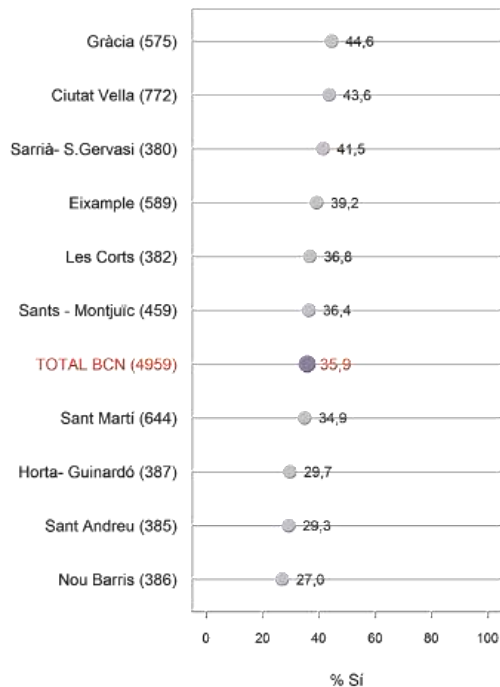 Gràcia (575) 44,6
Ciutat Vella (772) 43,6
Sarrià- S.Gervasi (380) 41,5
Eixample (589) 39,2
Les Corts (382) 36,8
Sants - Montjuïc (459) 36,4
TOTAL BCN (4959) 35,9
Sant Martí (644) 34,9
Horta- Guinardó (387) 29,7
Sant Andreu (385) 29,3
Nou Barris (386) 27,0
0 20 40 60 80 100
% Sí